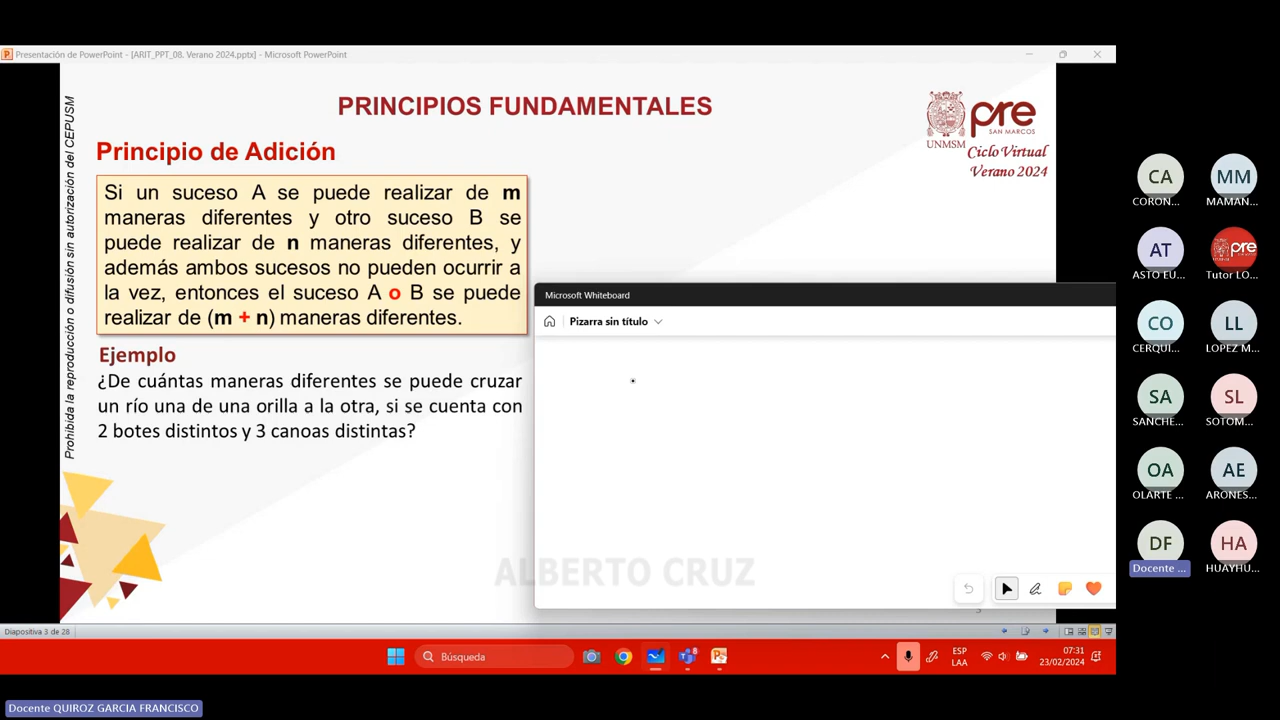 Presentación de PowerPoint - [ARIT_PPT_08. Verano 2024.pptx] - Microsoft PowerPoint
PRINCIPIOS FUNDAMENTALES
UNMSM
pre
SAN MARCOS
Ciclo Virtual
Verano 2024
Prohibida la reproducción o difusión sin autorización del CEPUSM
Principio de Adición
Si un suceso A se puede realizar de m
maneras diferentes y otro suceso B se
puede realizar de n maneras diferentes, y
además ambos sucesos no pueden ocurrir a
la vez, entonces el suceso A o B se puede
realizar de (m + n) maneras diferentes.
Ejemplo
¿De cuántas maneras diferentes se puede cruzar
un río una de una orilla a la otra, si se cuenta con
2 botes distintos y 3 canoas distintas?
Microsoft Whiteboard
Pizarra sin título
ALBERTO CRUZ
CA
CORON...
MM
MAMAN...
AT
ASTO EU...
pre
Tutor LO...
CO
CERQUI...
LL
LOPEZ M...
SA
SANCHE...
SL
SOTOM...
OA
OLARTE ...
AE
ARONES...
DF
Docente ...
HA
HUAYHU...
Diapositiva 3 de 28
Búsqueda
8
ESP
LAA
07:31
23/02/2024
Docente QUIROZ GARCIA FRANCISCO